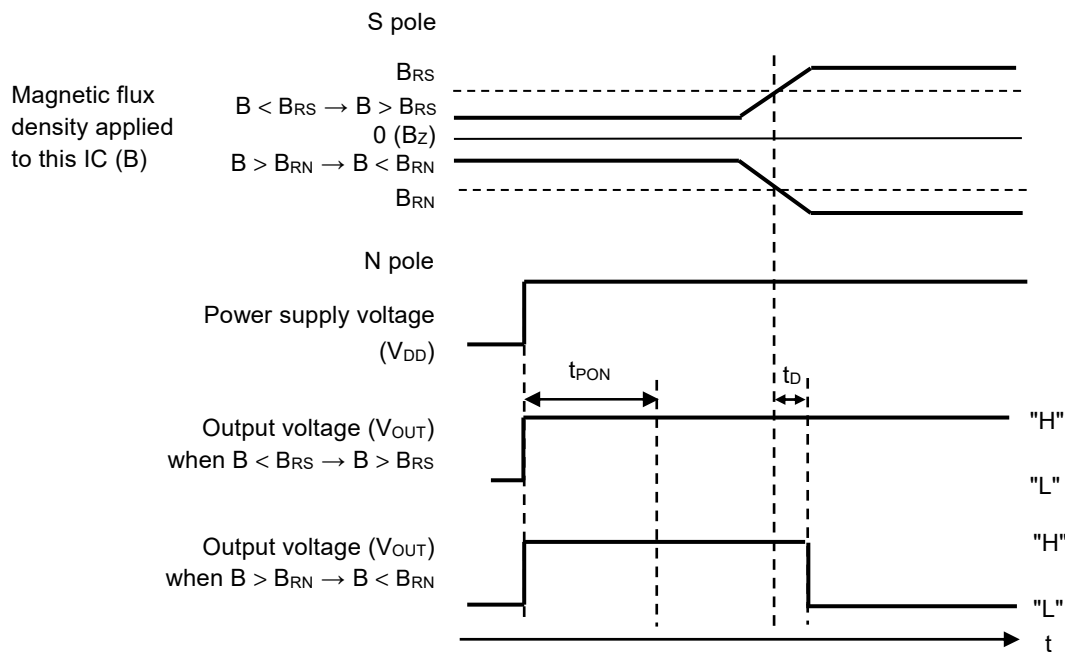 S pole
BRS
Magnetic flux
density applied
to this IC (B)
B < BRS → B > BRS
0 (BZ)
B > BRN → B < BRN
BRN
N pole
Power supply voltage
(VDD)
tPON
tD
Output voltage (VOUT)
when B < BRS → B > BRS
"H"
"L"
Output voltage (VOUT)
when B > BRN → B < BRN
"H"
"L"
t